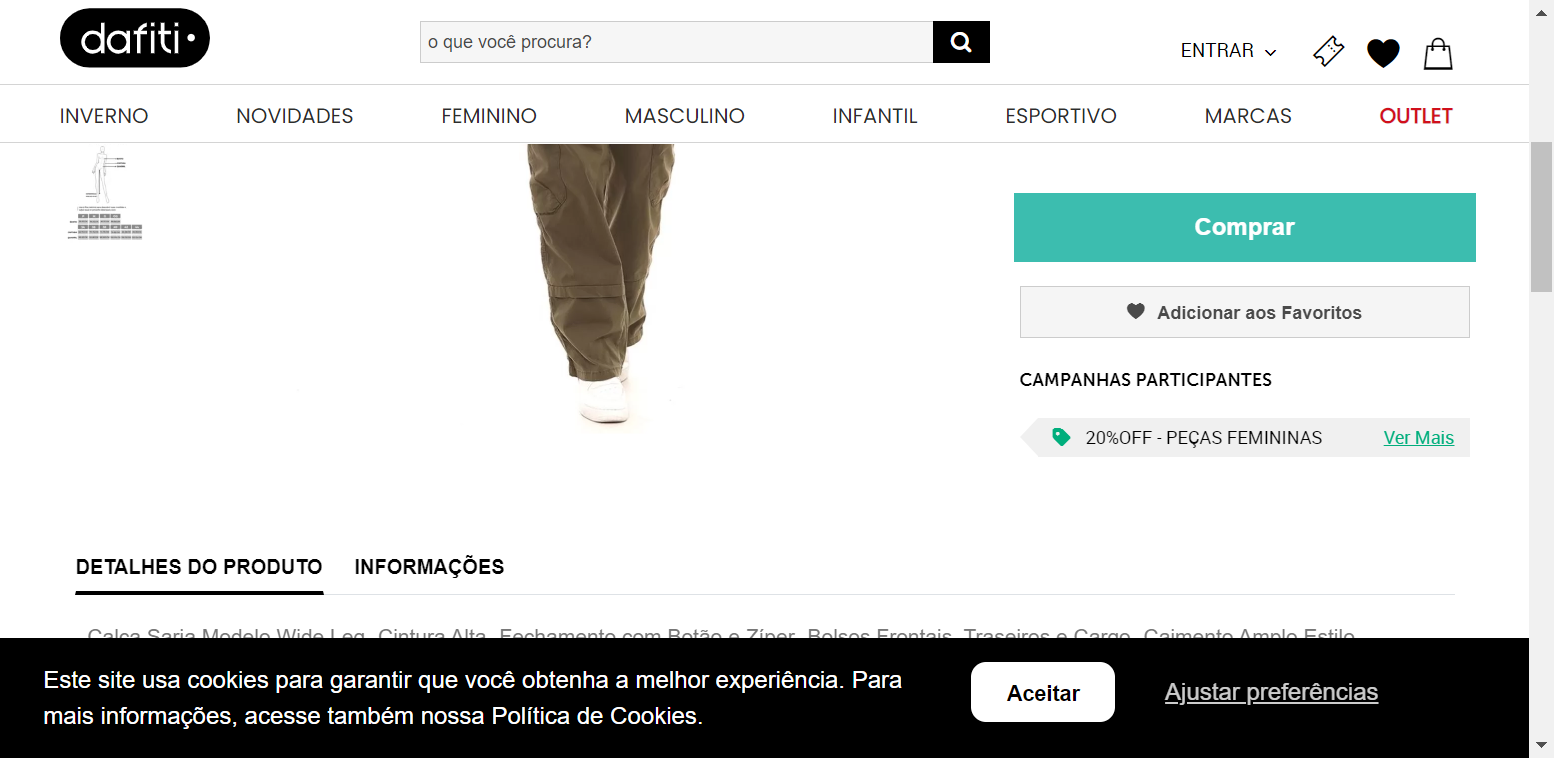 dafiti
o que você procura?
ENTRAR
INVERNO
NOVIDADES
FEMININO
MASCULINO
INFANTIL
ESPORTIVO
MARCAS
OUTLET
Comprar
Adicionar aos Favoritos
CAMPANHAS PARTICIPANTES
20%OFF - PEÇAS FEMININAS
Ver Mais
DETALHES DO PRODUTO
INFORMAÇÕES
Calça Sarja Modelo Wide Leg, Cintura Alta, Fechamento com Botão e Zíper, Bolsos Frontais, Traseiros e Cargo, Caimento Amplo Estilo
Este site usa cookies para garantir que você obtenha a melhor experiência. Para
mais informações, acesse também nossa Política de Cookies.
Aceitar
Ajustar preferências